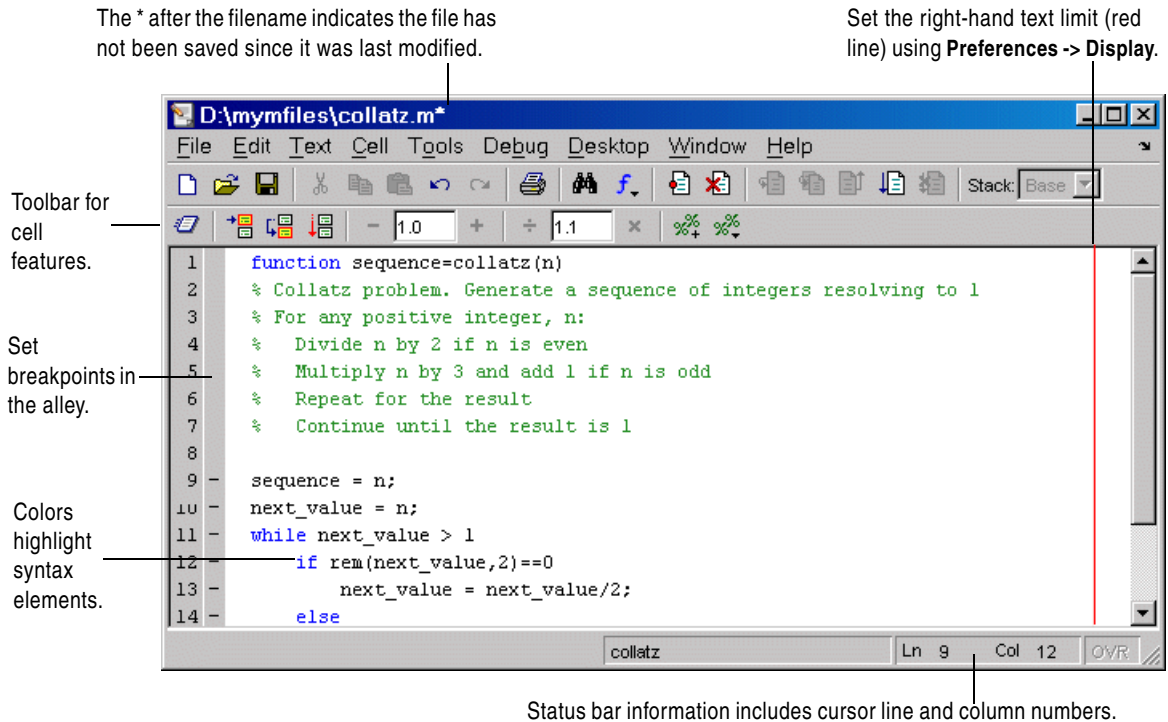 The * after the filename indicates the file has
not been saved since it was last modified.
Set the right-hand text limit (red
line) using Preferences -> Display.
D:\mymfiles\collatz.m*
File Edit Text Cell Tools Debug Desktop Window Help
Stack: Base
Toolbar for
cell
features.
1.0
1.1
1 function sequence=collatz(n)
2 % Collatz problem. Generate a sequence of integers resolving to 1
3 % For any positive integer, n:
4 %   Divide n by 2 if n is even
5 %   Multiply n by 3 and add 1 if n is odd
6 %   Repeat for the result
7 %   Continue until the result is 1
8
9 - sequence = n;
10 - next_value = n;
11 - while next_value > 1
12 -     if rem(next_value,2)==0
13 -         next_value = next_value/2;
14 -     else
Set
breakpoints in
the alley.
Colors
highlight
syntax
elements.
collatz
Ln 9 Col 12 OVR
Status bar information includes cursor line and column numbers.